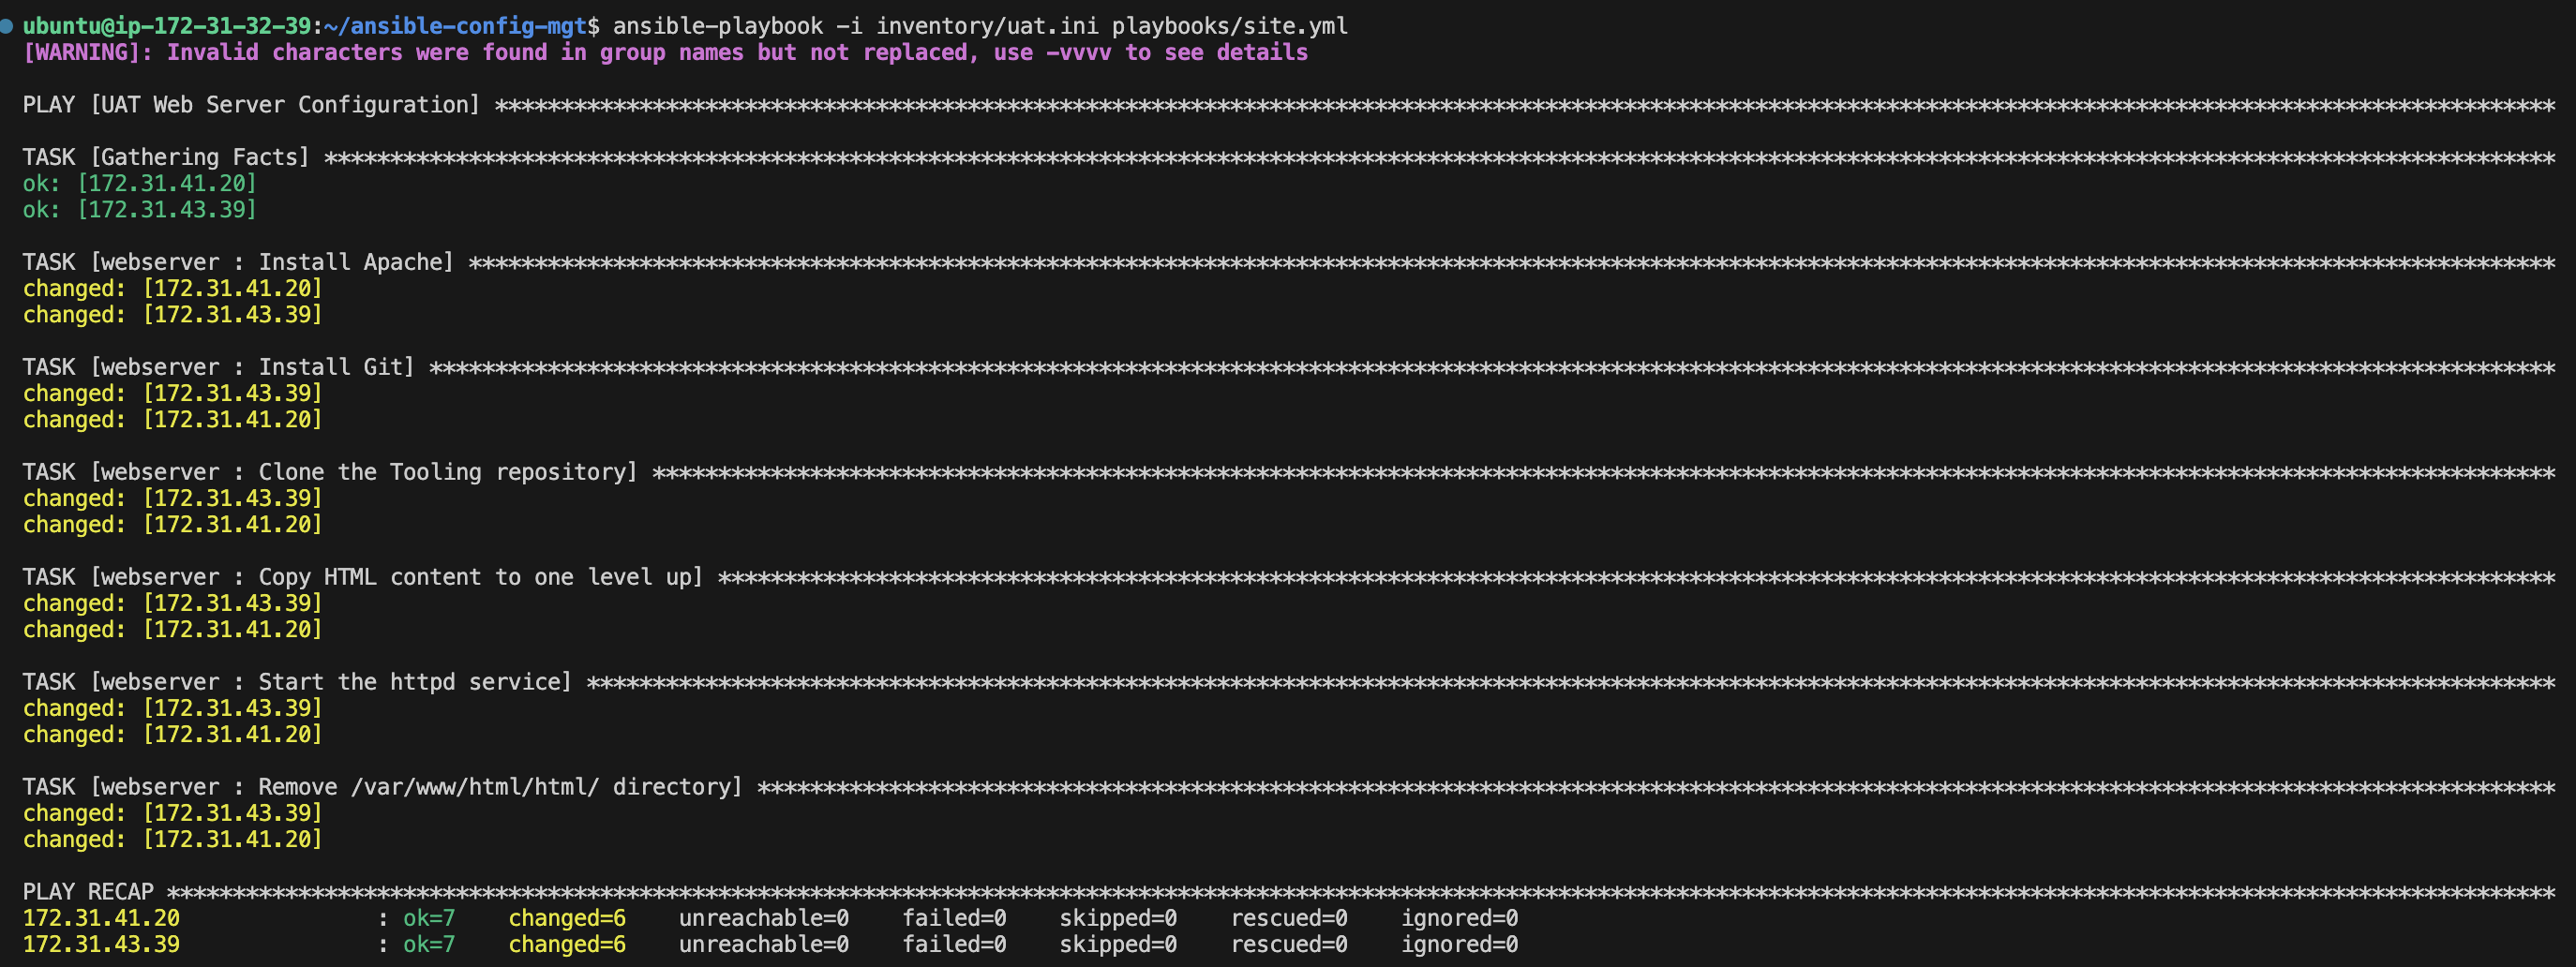 ubuntu@ip-172-31-32-39:~/ansible-config-mgt$ ansible-playbook -i inventory/uat.ini playbooks/site.yml
[WARNING]: Invalid characters were found in group names but not replaced, use -vvvv to see details
PLAY [UAT Web Server Configuration] ****************************************************************************************************************************************************************
TASK [Gathering Facts] *****************************************************************************************************************************************************************************
ok: [172.31.41.20]
ok: [172.31.43.39]
TASK [webserver : Install Apache] ******************************************************************************************************************************************************************
changed: [172.31.41.20]
changed: [172.31.43.39]
TASK [webserver : Install Git] *********************************************************************************************************************************************************************
changed: [172.31.43.39]
changed: [172.31.41.20]
TASK [webserver : Clone the Tooling repository] ****************************************************************************************************************************************************
changed: [172.31.43.39]
changed: [172.31.41.20]
TASK [webserver : Copy HTML content to one level up] ***********************************************************************************************************************************************
changed: [172.31.43.39]
changed: [172.31.41.20]
TASK [webserver : Start the httpd service] *********************************************************************************************************************************************************
changed: [172.31.43.39]
changed: [172.31.41.20]
TASK [webserver : Remove /var/www/html/html/ directory] ********************************************************************************************************************************************
changed: [172.31.43.39]
changed: [172.31.41.20]
PLAY RECAP *****************************************************************************************************************************************************************************************
172.31.41.20               : ok=7    changed=6    unreachable=0    failed=0    skipped=0    rescued=0    ignored=0
172.31.43.39               : ok=7    changed=6    unreachable=0    failed=0    skipped=0    rescued=0    ignored=0